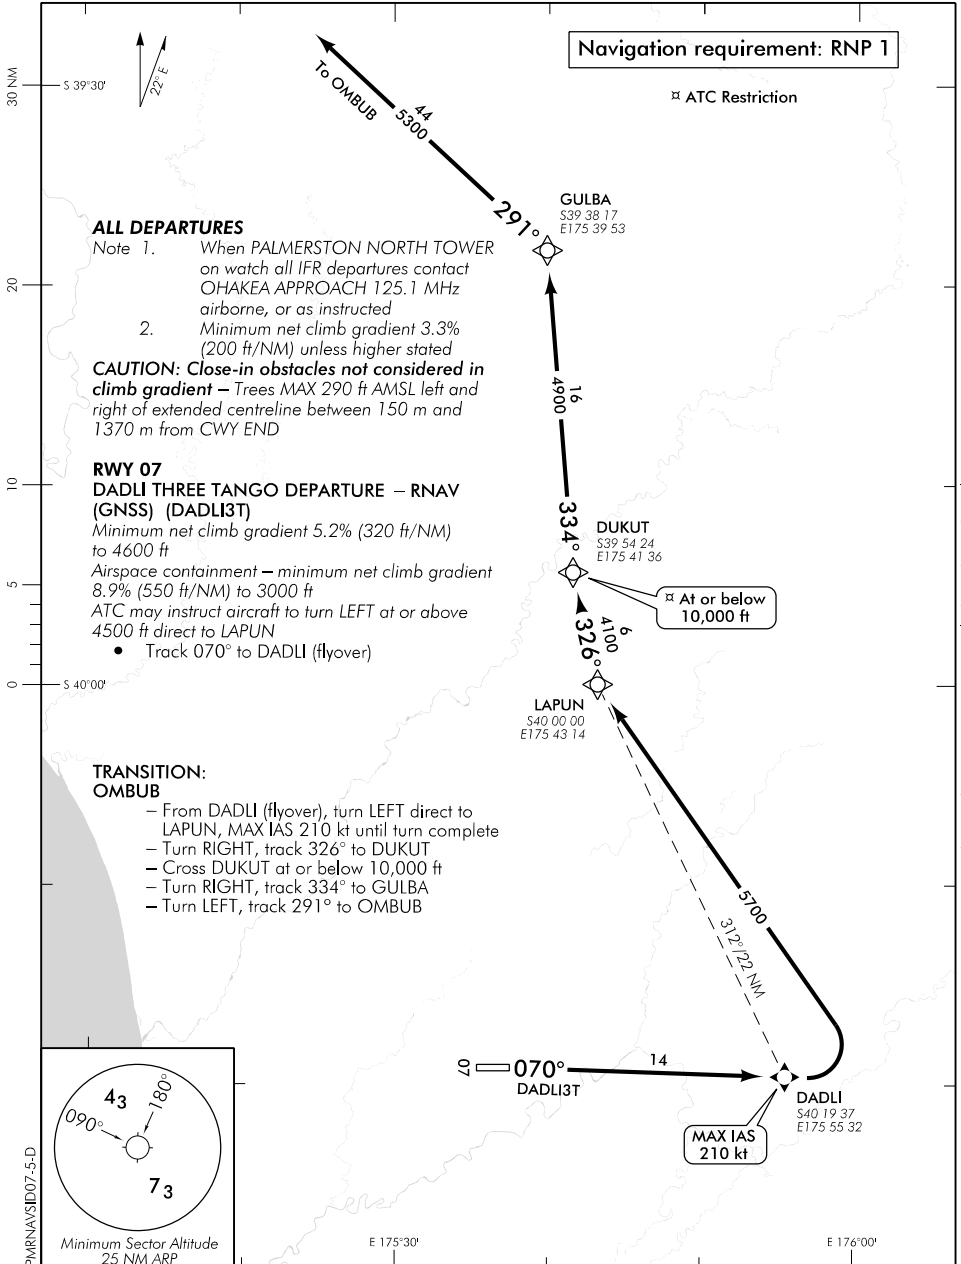 Navigation requirement: RNP 1
¤ ATC Restriction
30 NM
20
10
5
0
S 39°30'
22° E
To OMBUB
44
5300
291°
GULBA
S39 38 17
E175 39 53
ALL DEPARTURES
Note 1. When PALMERSTON NORTH TOWER
on watch all IFR departures contact
OHAKEA APPROACH 125.1 MHz
airborne, or as instructed
2. Minimum net climb gradient 3.3%
(200 ft/NM) unless higher stated
CAUTION: Close-in obstacles not considered in
climb gradient – Trees MAX 290 ft AMSL left and
right of extended centreline between 150 m and
1370 m from CWY END
16
4900
334°
RWY 07
DADLI THREE TANGO DEPARTURE – RNAV
(GNSS) (DADLI3T)
Minimum net climb gradient 5.2% (320 ft/NM)
to 4600 ft
Airspace containment – minimum net climb gradient
8.9% (550 ft/NM) to 3000 ft
ATC may instruct aircraft to turn LEFT at or above
4500 ft direct to LAPUN
• Track 070° to DADLI (flyover)
DUKUT
S39 54 24
E175 41 36
¤ At or below
10,000 ft
6
4100
326°
S 40°00'
LAPUN
S40 00 00
E175 43 14
TRANSITION:
OMBUB
– From DADLI (flyover), turn LEFT direct to
LAPUN, MAX IAS 210 kt until turn complete
– Turn RIGHT, track 326° to DUKUT
– Cross DUKUT at or below 10,000 ft
– Turn RIGHT, track 334° to GULBA
– Turn LEFT, track 291° to OMBUB
5700
312°/22 NM
07
070°
DADLI3T
14
DADLI
S40 19 37
E175 55 32
MAX IAS
210 kt
43
090°
180°
73
Minimum Sector Altitude
25 NM ARP
PMRNAVSID07-5-D
E 175°30'
E 176°00'